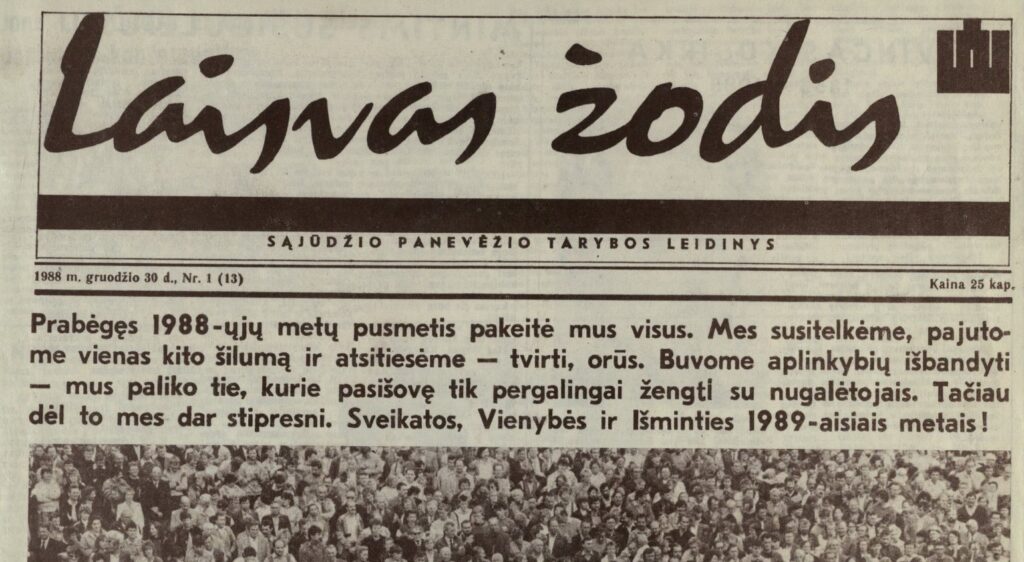 Laisvas žodis
SĄJŪDŽIO PANEVĖŽIO TARYBOS LEIDINYS
1988 m. gruodžio 30 d., Nr. 1 (13)
Kaina 25 kap.
Prabėgęs 1988-ųjų metų pusmetis pakeitė mus visus. Mes susitelkėme, pajuto-
me vienas kito šilumą ir atsitiesėme — tvirti, orūs. Buvome aplinkybių išbandyti
— mus paliko tie, kurie pasišovė tik pergalingai žengti su nugalėtojais. Tačiau
dėl to mes dar stipresni. Sveikatos, Vienybės ir Išminties 1989-aisiais metais!